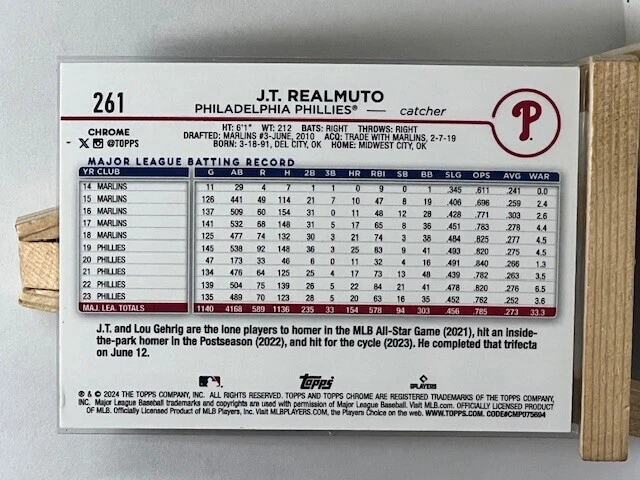 261
J.T. REALMUTO
PHILADELPHIA PHILLIES® — catcher
P
CHROME
X @TOPPS
HT: 6'1" WT: 212 BATS: RIGHT THROWS: RIGHT
DRAFTED: MARLINS #3-JUNE, 2010 ACQ: TRADE WITH MARLINS, 2-7-19
BORN: 3-18-91, DEL CITY, OK HOME: MIDWEST CITY, OK
MAJOR LEAGUE BATTING RECORD
YR CLUB G AB R H 2B 3B HR RBI SB BB SLG OPS AVG WAR
14 MARLINS 11 29 4 7 1 1 0 9 0 1 .345 .611 .241 0.0
15 MARLINS 126 441 49 114 21 7 10 47 8 19 .406 .696 .259 2.4
16 MARLINS 137 509 60 154 31 0 11 48 12 28 .428 .771 .303 2.6
17 MARLINS 141 532 68 148 31 5 17 65 8 36 .451 .783 .278 4.4
18 MARLINS 125 477 74 132 30 3 21 74 3 38 .484 .825 .277 4.5
19 PHILLIES 145 538 92 148 36 3 25 83 9 41 .493 .820 .275 4.5
20 PHILLIES 47 173 33 46 6 0 11 32 4 16 .491 .840 .266 1.3
21 PHILLIES 134 476 64 125 25 4 17 73 13 48 .439 .782 .263 3.5
22 PHILLIES 139 504 75 139 26 5 22 84 21 41 .478 .820 .276 6.5
23 PHILLIES 135 489 70 123 28 5 20 63 16 35 .452 .762 .252 3.6
MAJ. LEA. TOTALS 1140 4168 589 1136 235 33 154 578 94 303 .456 .785 .273 33.3
J.T. and Lou Gehrig are the lone players to homer in the MLB All-Star Game (2021), hit an inside-
the-park homer in the Postseason (2022), and hit for the cycle (2023). He completed that trifecta
on June 12.
Topps
PLAYERS
® & © 2024 THE TOPPS COMPANY, INC. ALL RIGHTS RESERVED. TOPPS AND TOPPS CHROME ARE REGISTERED TRADEMARKS OF THE TOPPS COMPANY,
INC. Major League Baseball trademarks and copyrights are used with permission of Major League Baseball. Visit MLB.com. OFFICIALLY LICENSED PRODUCT
OF MLB. Officially Licensed Product of MLB Players, Inc. Visit MLBPLAYERS.COM, the Players Choice on the web. WWW.TOPPS.COM. CODE#CMP075694